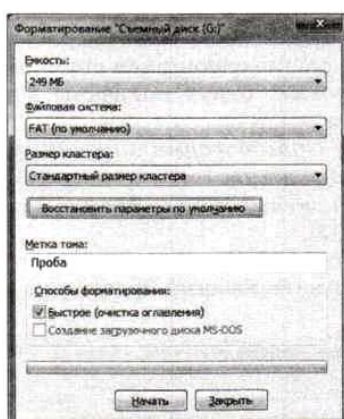 Форматирование "Съемный диск (G:)"
Емкость:
249 МБ
Файловая система:
FAT (по умолчанию)
Размер кластера:
Стандартный размер кластера
Восстановить параметры по умолчанию
Метка тома:
Проба
Способы форматирования:
Быстрое (очистка оглавления)
Создание загрузочного диска MS-DOS
Начать
Закрыть